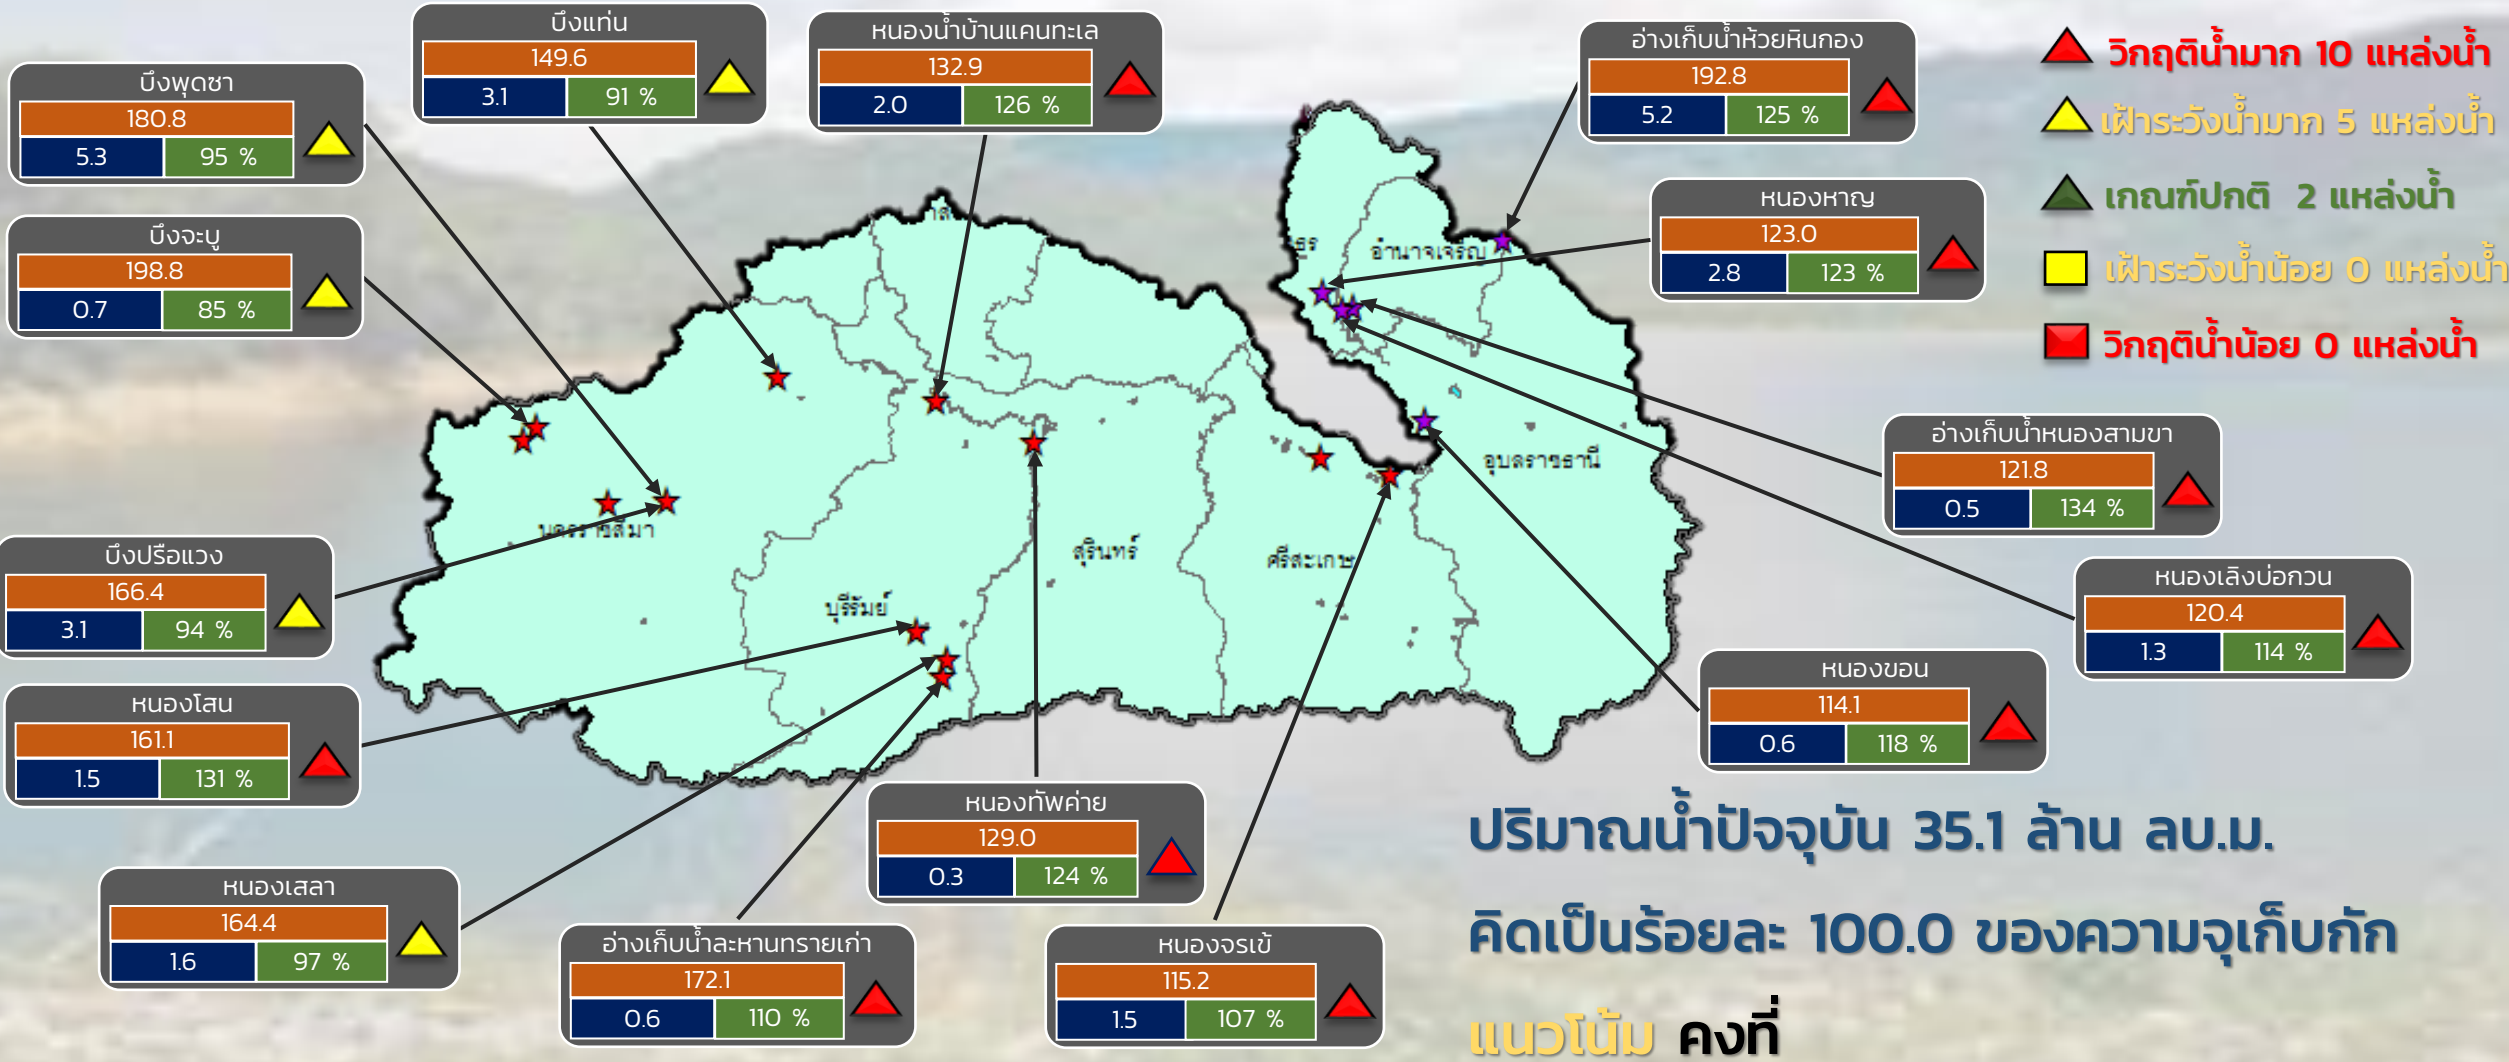 บึงแท่น
149.6
3.1 91 %
หนองน้ำบ้านแคนทะเล
132.9
2.0 126 %
อ่างเก็บน้ำห้วยหินกอง
192.8
5.2 125 %
วิกฤติน้ำมาก 10 แหล่งน้ำ
เฝ้าระวังน้ำมาก 5 แหล่งน้ำ
เกณฑ์ปกติ 2 แหล่งน้ำ
เฝ้าระวังน้ำน้อย 0 แหล่งน้ำ
วิกฤติน้ำน้อย 0 แหล่งน้ำ
บึงพุดซา
180.8
5.3 95 %
บึงจะบู
198.8
0.7 85 %
หนองหาญ
123.0
2.8 123 %
อำนาจเจริญ
อ่างเก็บน้ำหนองสามขา
121.8
0.5 134 %
อุบลราชธานี
นครราชสีมา
สุรินทร์
ศรีสะเกษ
บุรีรัมย์
บึงปรือแวง
166.4
3.1 94 %
หนองเลิงบ่อกวน
120.4
1.3 114 %
หนองขอน
114.1
0.6 118 %
หนองโสน
161.1
1.5 131 %
หนองทัพค่าย
129.0
0.3 124 %
หนองเสลา
164.4
1.6 97 %
อ่างเก็บน้ำละหานทรายเก่า
172.1
0.6 110 %
หนองจรเข้
115.2
1.5 107 %
ปริมาณน้ำปัจจุบัน 35.1 ล้าน ลบ.ม.
คิดเป็นร้อยละ 100.0 ของความจุเก็บกัก
แนวโน้ม คงที่